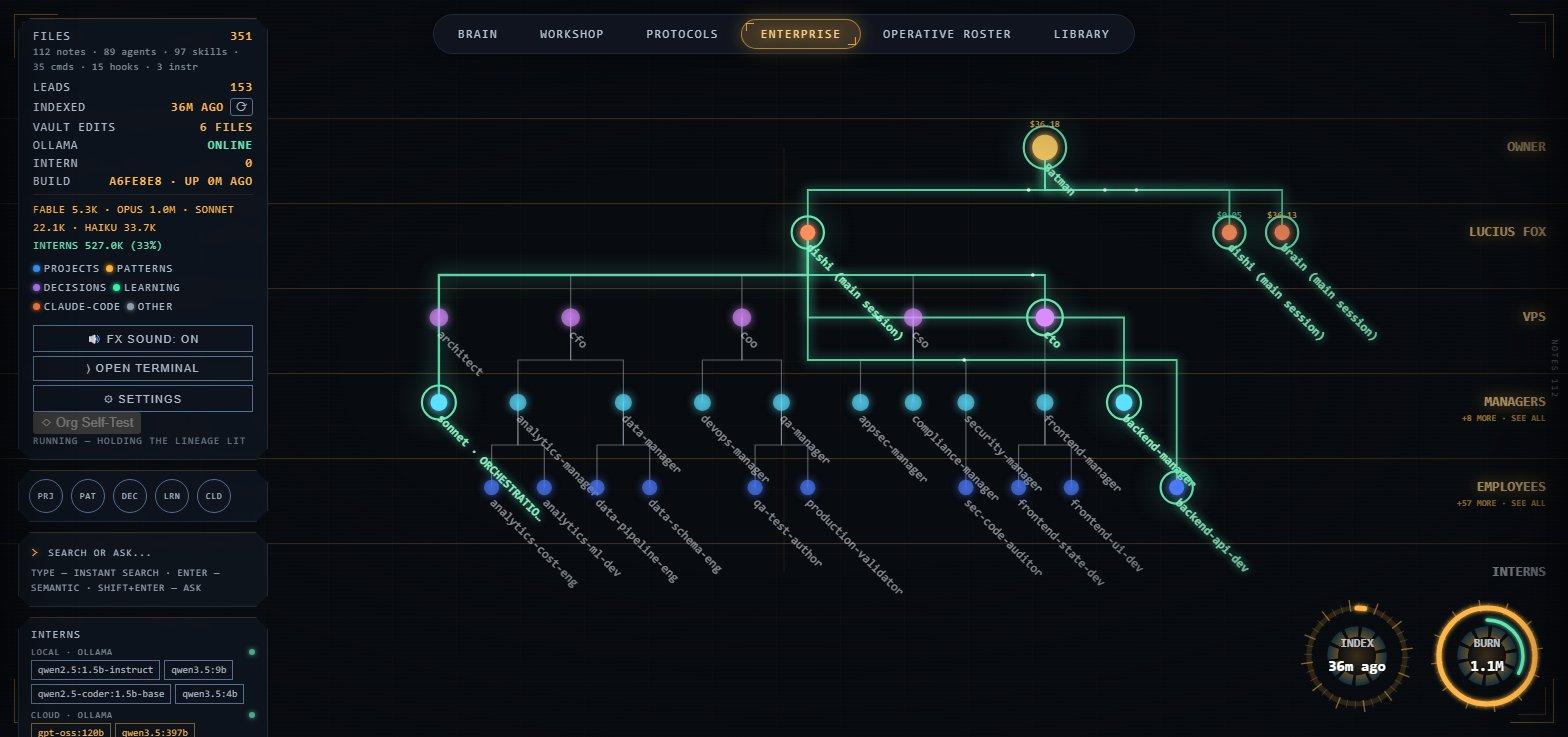 FILES 351
112 notes · 89 agents · 97 skills ·
35 cmds · 15 hooks · 3 instr
LEADS 153
INDEXED 36M AGO
VAULT EDITS 6 FILES
OLLAMA ONLINE
INTERN 0
BUILD A6FE8E8 · UP 0M AGO
FABLE 5.3K · OPUS 1.0M · SONNET
22.1K · HAIKU 33.7K
INTERNS 527.0K (33%)
PROJECTS PATTERNS
DECISIONS LEARNING
CLAUDE-CODE OTHER
FX SOUND: ON
⟩ OPEN TERMINAL
⚙ SETTINGS
◇ Org Self-Test
RUNNING — HOLDING THE LINEAGE LIT
PRJ PAT DEC LRN CLD
> SEARCH OR ASK...
TYPE — INSTANT SEARCH · ENTER —
SEMANTIC · SHIFT+ENTER — ASK
INTERNS
LOCAL · OLLAMA
qwen2.5:1.5b-instruct qwen3.5:9b
qwen2.5-coder:1.5b-base qwen3.5:4b
CLOUD · OLLAMA
gpt-oss:120b qwen3.5:397b
BRAIN WORKSHOP PROTOCOLS ENTERPRISE OPERATIVE ROSTER LIBRARY
$36.18
OWNER
$36.13
LUCIUS FOX
dishi (main session)
dishi (main session)
brain (main session)
VPS
architect
cfo
coo
cso
cto
NOTES 112
MANAGERS
+8 MORE · SEE ALL
sonnet · ORCHESTRATIO…
analytics-manager
data-manager
devops-manager
qa-manager
appsec-manager
compliance-manager
security-manager
frontend-manager
backend-manager
EMPLOYEES
+57 MORE · SEE ALL
analytics-cost-eng
analytics-ml-dev
data-pipeline-eng
data-schema-eng
qa-test-author
production-validator
sec-code-auditor
frontend-state-dev
frontend-ui-dev
backend-api-dev
INTERNS
INDEX
36m ago
BURN
1.1M